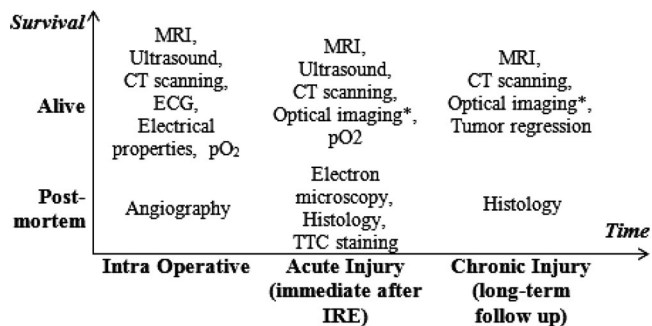 Survival
MRI,
Ultrasound,
CT scanning,
ECG,
Electrical
properties, pO₂
MRI,
Ultrasound,
CT scanning,
Optical imaging*,
pO2
MRI,
CT scanning,
Optical imaging*,
Tumor regression
Alive
Post-
mortem
Angiography
Electron
microscopy,
Histology,
TTC staining
Histology
Time
Intra Operative
Acute Injury
(immediate after
IRE)
Chronic Injury
(long-term
follow up)